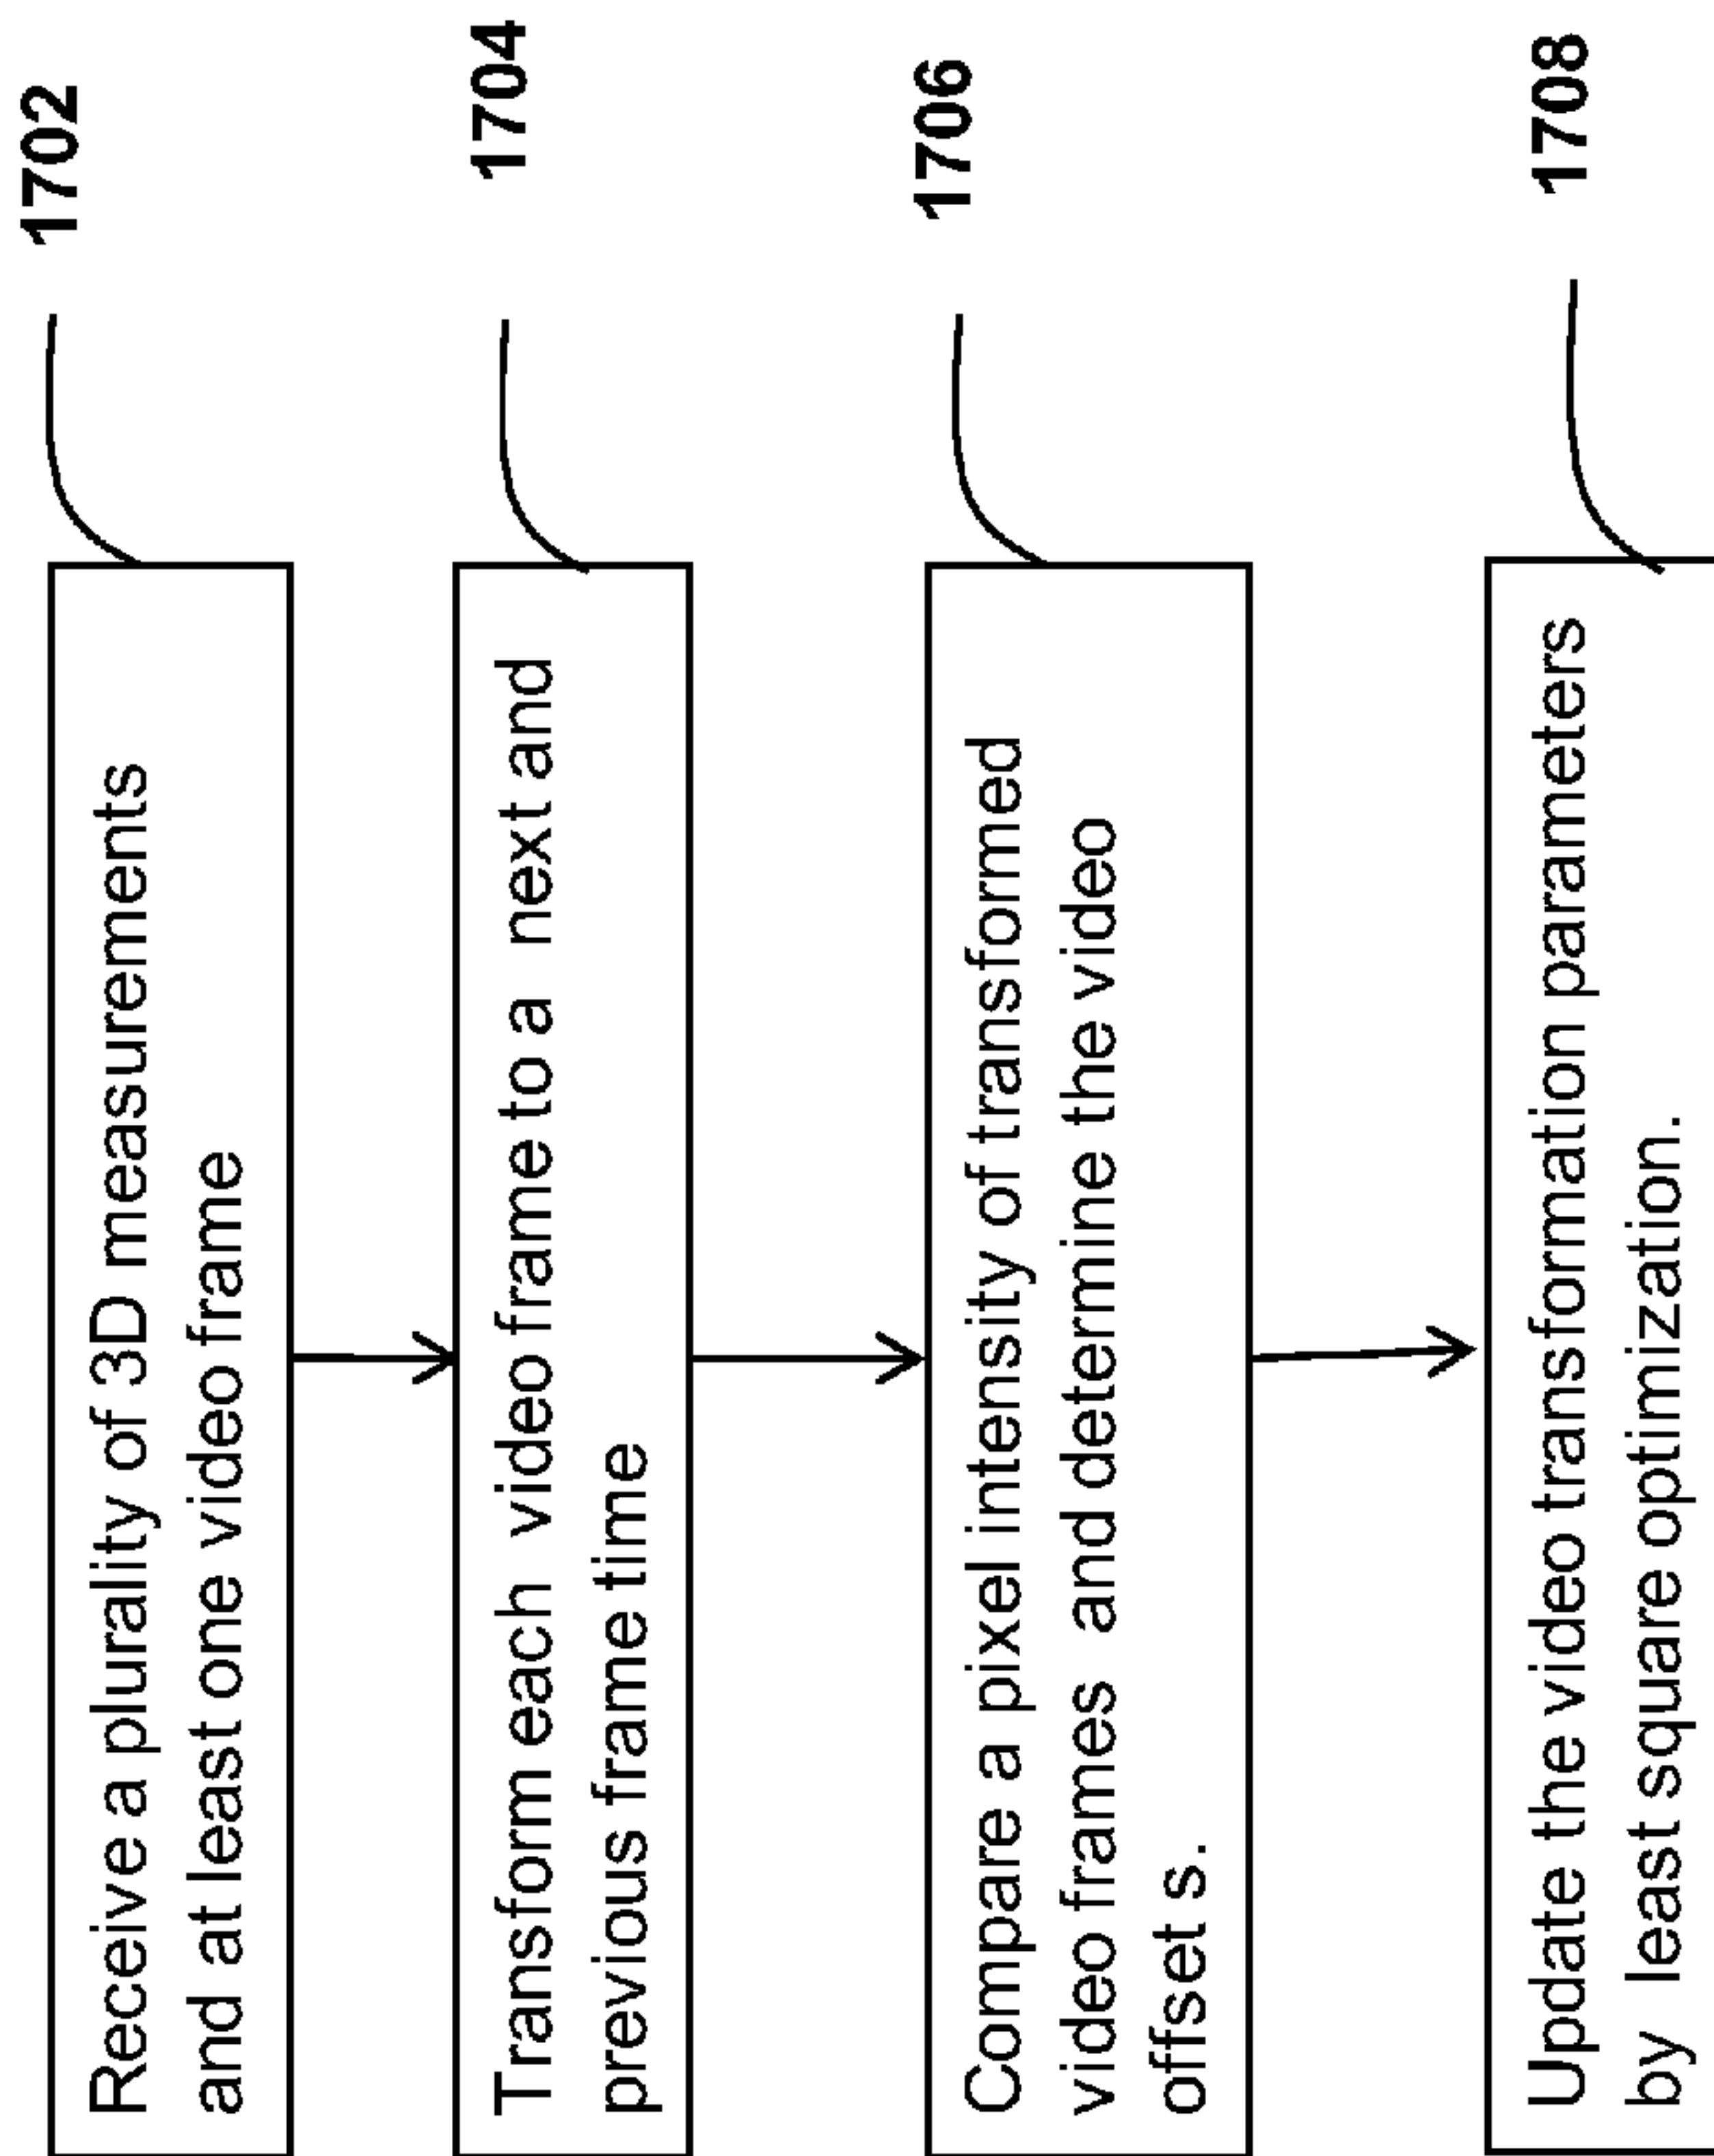 1702
Receive a plurality of 3D measurements
and at least one video frame
1704
Transform each video frame to a next and
previous frame time
1706
Compare a pixel intensity of transformed
video frames and determine the video
offset s.
1708
Update the video transformation parameters
by least square optimization.